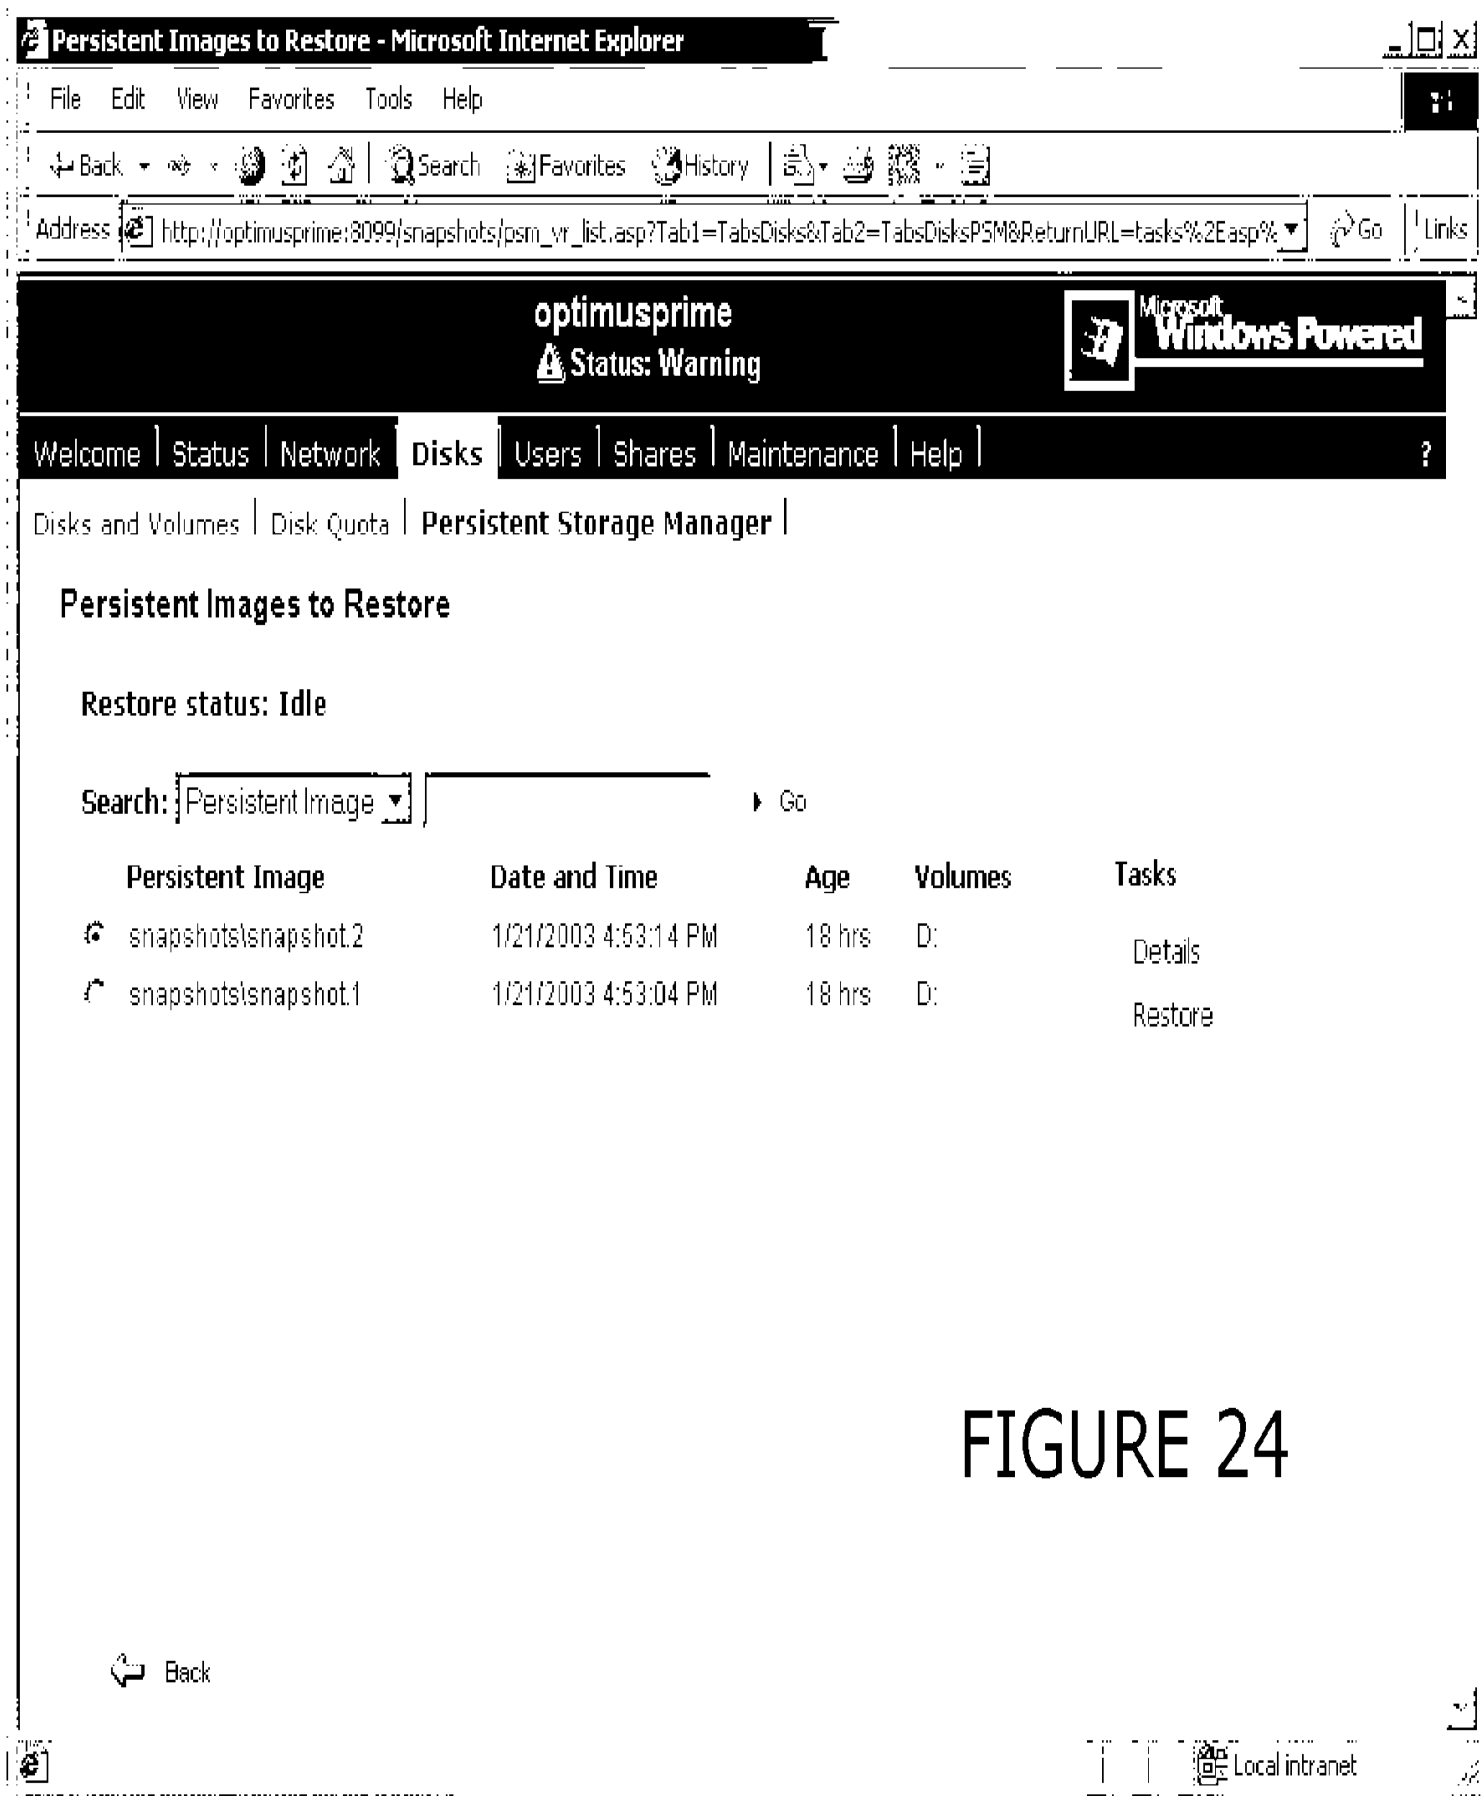 Persistent Images to Restore - Microsoft Internet Explorer
File Edit View Favorites Tools Help
Back Search Favorites History
Address http://optimusprime:8099/snapshots/psm_vr_list.asp?Tab1=TabsDisks&Tab2=TabsDisksPSM&ReturnURL=tasks%2Easp% Go Links
optimusprime
Status: Warning
Microsoft
Windows Powered
Welcome Status Network Disks Users Shares Maintenance Help ?
Disks and Volumes Disk Quota Persistent Storage Manager
Persistent Images to Restore
Restore status: Idle
Search: Persistent Image Go
Persistent Image Date and Time Age Volumes Tasks
snapshots\snapshot.2 1/21/2003 4:53:14 PM 18 hrs D:
Details
snapshots\snapshot.1 1/21/2003 4:53:04 PM 18 hrs D:
Restore
FIGURE 24
Back
Local intranet